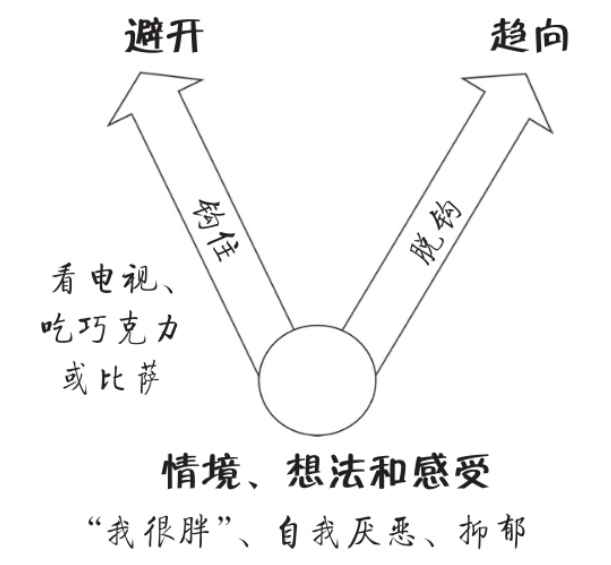 避开
趋向
钩住
脱钩
看电视、
吃巧克力
或比萨
情境、想法和感受
“我很胖”、自我厌恶、抑郁